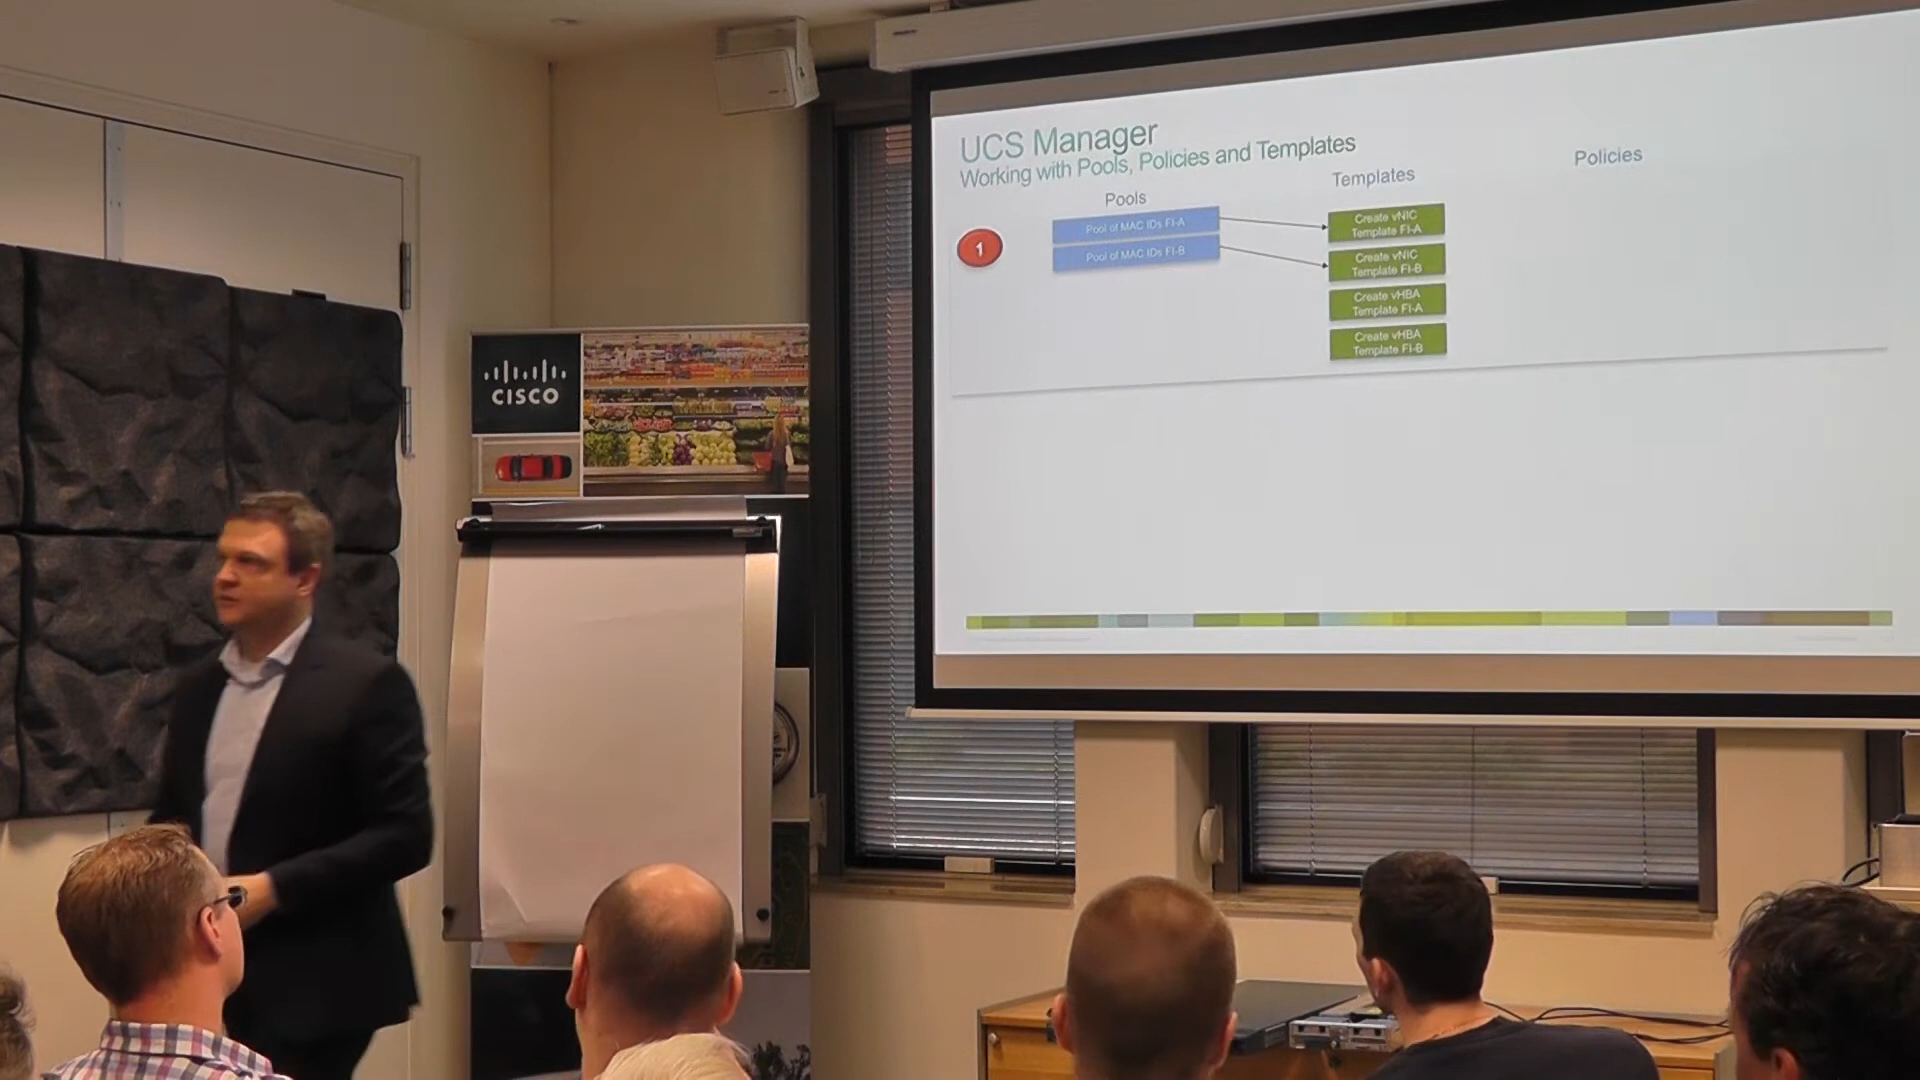 UCS Manager
Working with Pools, Policies and Templates
Pools
Templates
Policies
1
Pool of MAC IDs FI-A
Pool of MAC IDs FI-B
Create vNIC
Template FI-A
Create vNIC
Template FI-B
Create vHBA
Template FI-A
Create vHBA
Template FI-B
CISCO